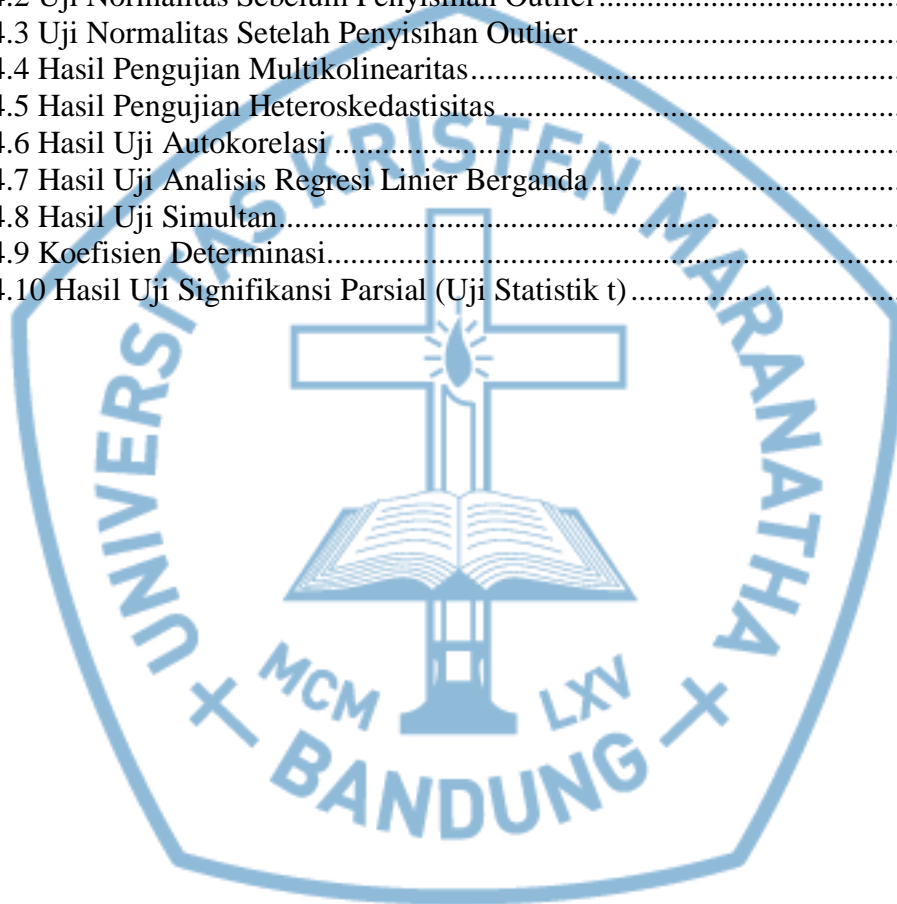 4.2 Uji Normalitas Sebelum Penyisihan Outlier...................................
4.3 Uji Normalitas Setelah Penyisihan Outlier.....................................
4.4 Hasil Pengujian Multikolinearitas...................................................
4.5 Hasil Pengujian Heteroskedastisitas...............................................
4.6 Hasil Uji Autokorelasi....................................................................
4.7 Hasil Uji Analisis Regresi Linier Berganda....................................
4.8 Hasil Uji Simultan...........................................................................
4.9 Koefisien Determinasi.....................................................................
4.10 Hasil Uji Signifikansi Parsial (Uji Statistik t)...............................
UNIVERSITAS KRISTEN MARANATHA
MCM LXV
BANDUNG